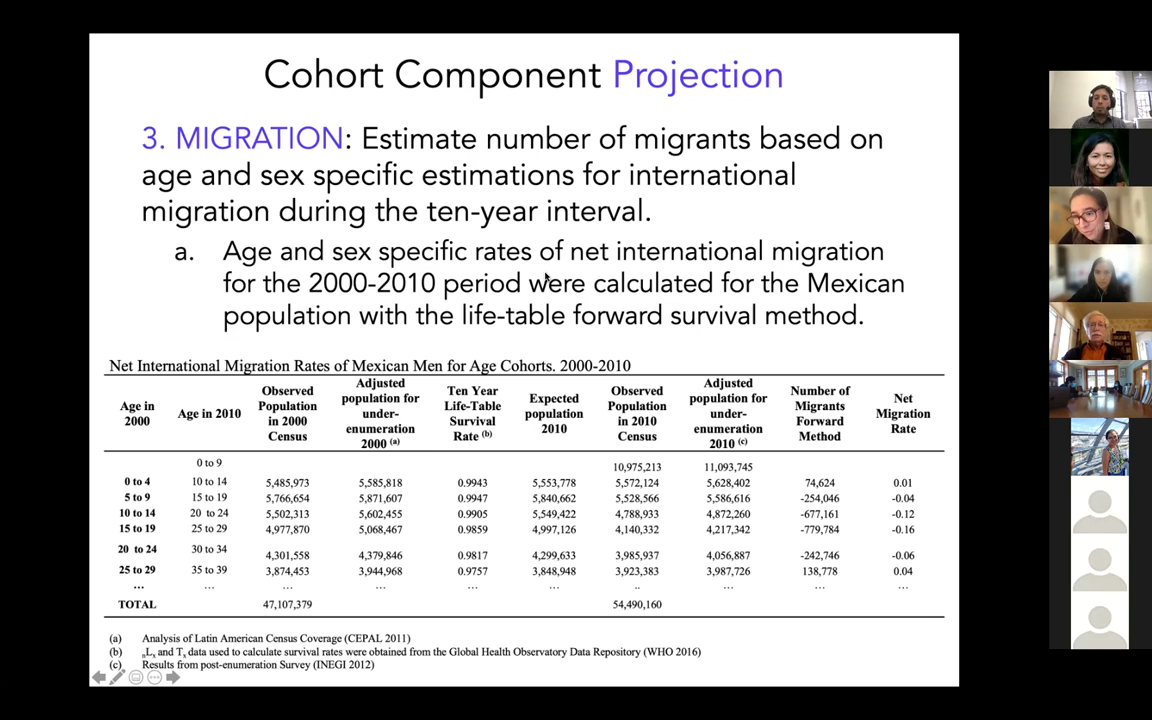 Cohort Component Projection
3. MIGRATION: Estimate number of migrants based on
age and sex specific estimations for international
migration during the ten-year interval.
a. Age and sex specific rates of net international migration
for the 2000-2010 period were calculated for the Mexican
population with the life-table forward survival method.
Net International Migration Rates of Mexican Men for Age Cohorts. 2000-2010
Age in 2000 Age in 2010 Observed Population in 2000 Census Adjusted population for under-enumeration 2000 (a) Ten Year Life-Table Survival Rate (b) Expected population 2010 Observed Population in 2010 Census Adjusted population for under-enumeration 2010 (c) Number of Migrants Forward Method Net Migration Rate
0 to 9 10,975,213 11,093,745
0 to 4 10 to 14 5,485,973 5,585,818 0.9943 5,553,778 5,572,124 5,628,402 74,624 0.01
5 to 9 15 to 19 5,766,654 5,871,607 0.9947 5,840,662 5,528,566 5,586,616 -254,046 -0.04
10 to 14 20 to 24 5,502,313 5,602,455 0.9905 5,549,422 4,788,933 4,872,260 -677,161 -0.12
15 to 19 25 to 29 4,977,870 5,068,467 0.9859 4,997,126 4,140,332 4,217,342 -779,784 -0.16
20 to 24 30 to 34 4,301,558 4,379,846 0.9817 4,299,633 3,985,937 4,056,887 -242,746 -0.06
25 to 29 35 to 39 3,874,453 3,944,968 0.9757 3,848,948 3,923,383 3,987,726 138,778 0.04
... ... ... ... ... ... .. ... ... ...
TOTAL 47,107,379 54,490,160
(a) Analysis of Latin American Census Coverage (CEPAL 2011)
(b) nLx and Tx data used to calculate survival rates were obtained from the Global Health Observatory Data Repository (WHO 2016)
(c) Results from post-enumeration Survey (INEGI 2012)